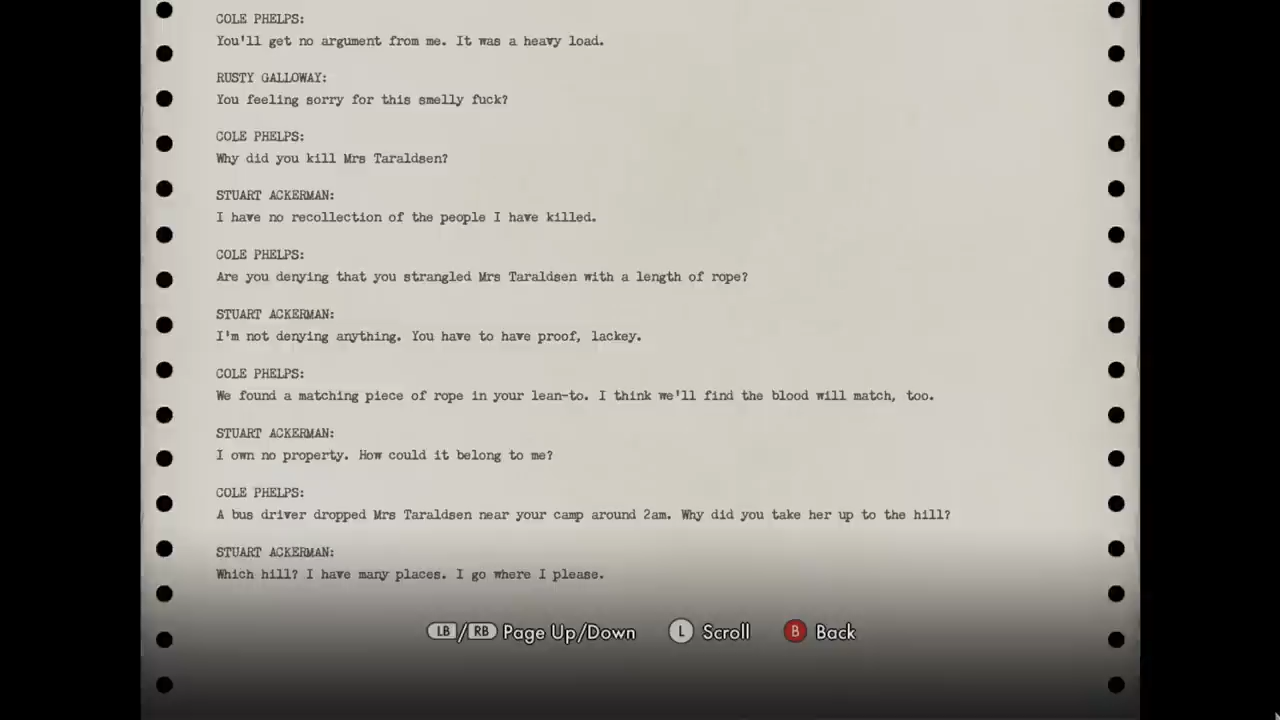 COLE PHELPS:
You'll get no argument from me. It was a heavy load.
RUSTY GALLOWAY:
You feeling sorry for this smelly fuck?
COLE PHELPS:
Why did you kill Mrs Taraldsen?
STUART ACKERMAN:
I have no recollection of the people I have killed.
COLE PHELPS:
Are you denying that you strangled Mrs Taraldsen with a length of rope?
STUART ACKERMAN:
I'm not denying anything. You have to have proof, lackey.
COLE PHELPS:
We found a matching piece of rope in your lean-to. I think we'll find the blood will match, too.
STUART ACKERMAN:
I own no property. How could it belong to me?
COLE PHELPS:
A bus driver dropped Mrs Taraldsen near your camp around 2am. Why did you take her up to the hill?
STUART ACKERMAN:
Which hill? I have many places. I go where I please.
LB/RB Page Up/Down L Scroll B Back